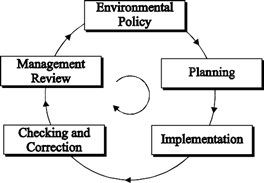 Environmental
Policy
Planning
Implementation
Checking and
Correction
Management
Review